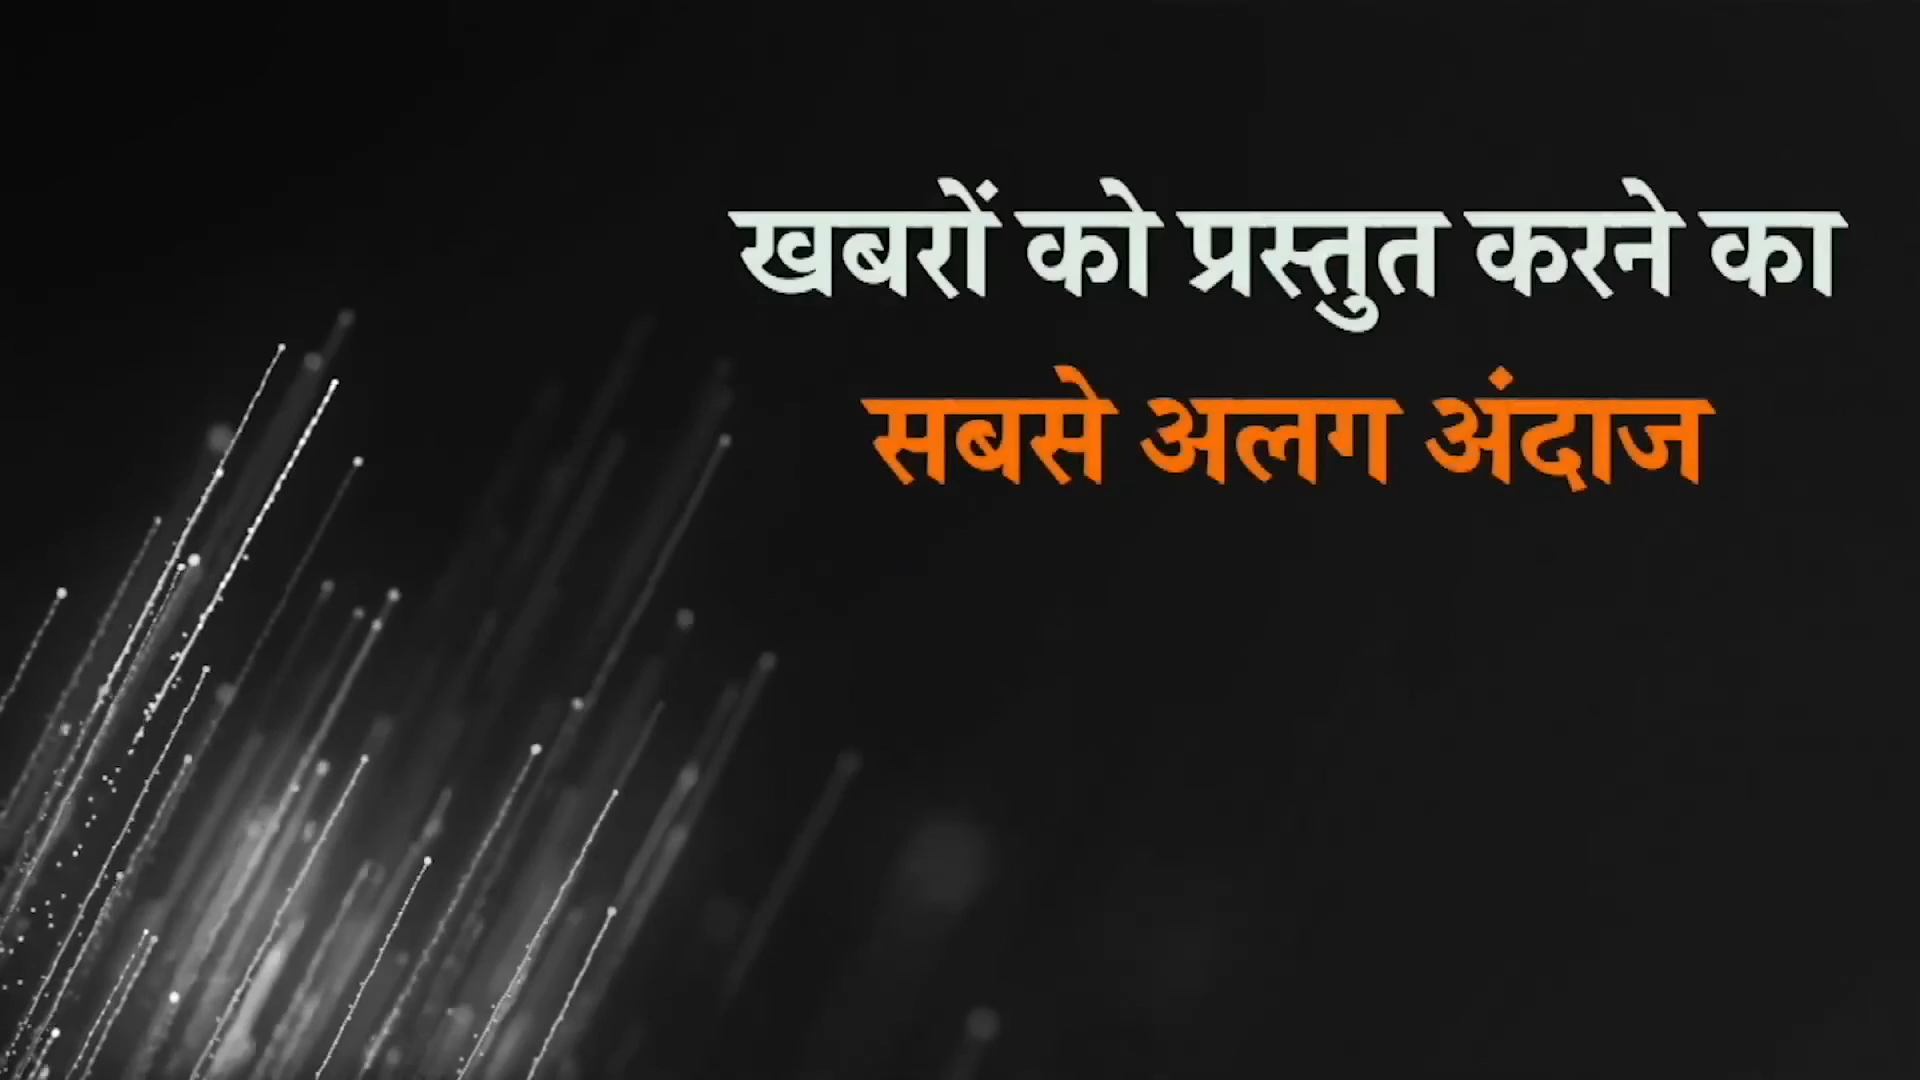 खबरों को प्रस्तुत करने का
सबसे अलग अंदाज